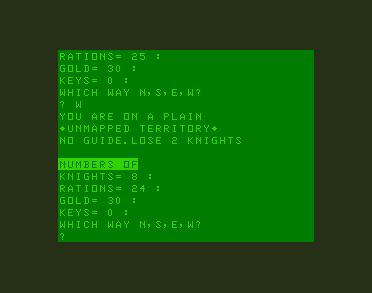 RATIONS= 25 :
GOLD= 30 :
KEYS= 0 :
WHICH WAY N,S,E,W?
? W
YOU ARE ON A PLAIN
◆UNMAPPED TERRITORY◆
NO GUIDE.LOSE 2 KNIGHTS
NUMBERS OF
KNIGHTS= 8 :
RATIONS= 24 :
GOLD= 30 :
KEYS= 0 :
WHICH WAY N,S,E,W?
?